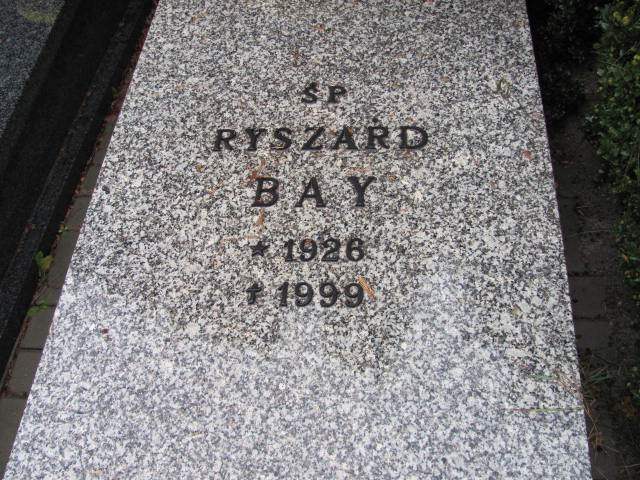 ŚP
RYSZARD
BAY
* 1926
✝ 1999